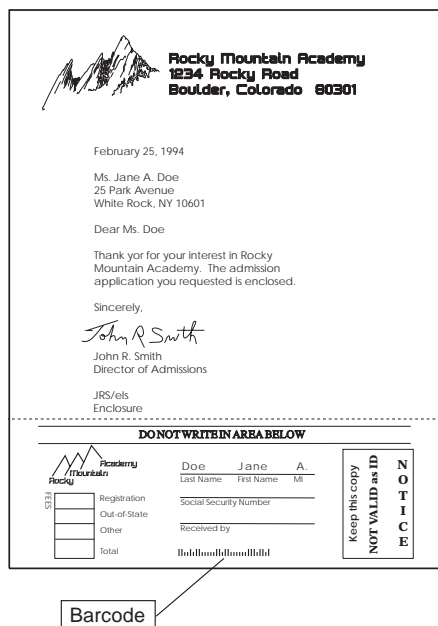 Rocky Mountain Academy
1234 Rocky Road
Boulder, Colorado 80301
February 25, 1994
Ms. Jane A. Doe
25 Park Avenue
White Rock, NY 10601
Dear Ms. Doe
Thank yor for your interest in Rocky
Mountain Academy. The admission
application you requested is enclosed.
Sincerely,
John R Smith
John R. Smith
Director of Admissions
JRS/els
Enclosure
DO NOT WRITE IN AREA BELOW
Rocky Mountain Academy
FEES
Registration
Out-of-State
Other
Total
Doe Jane A.
Last Name First Name MI
Social Security Number
Received by
Keep this copy
NOT VALID as ID
NOTICE
Barcode